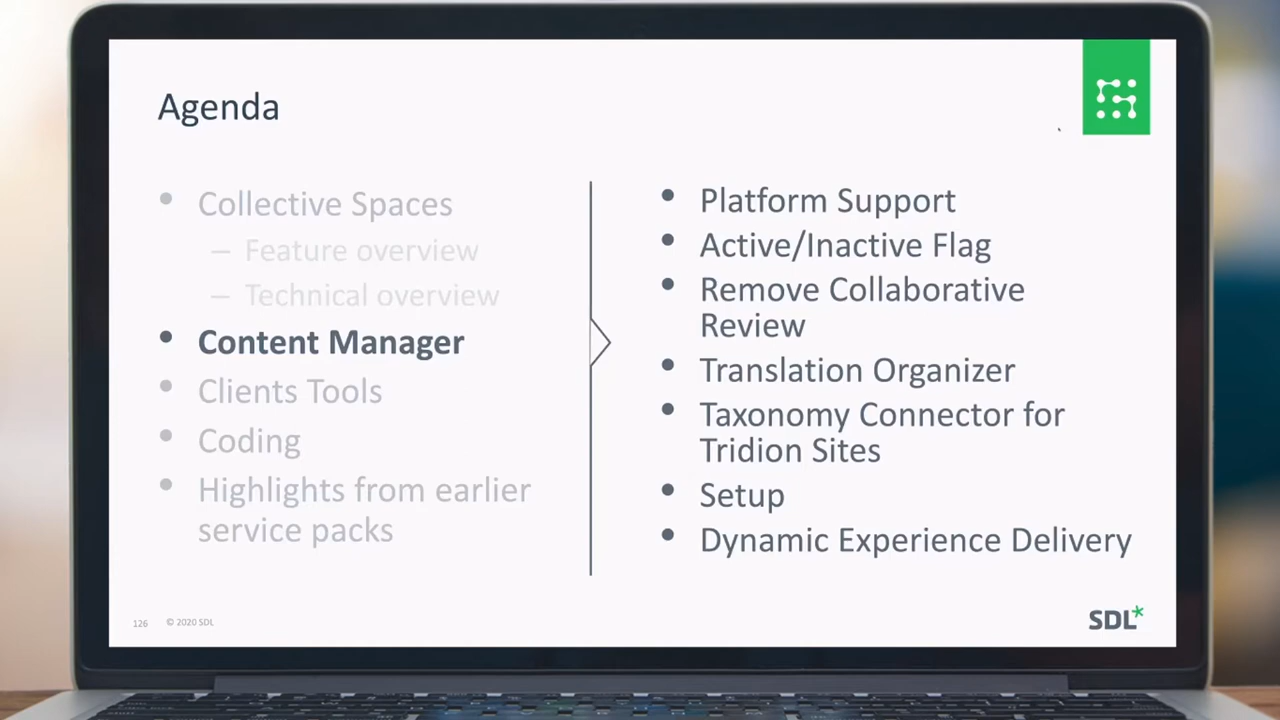 Agenda
• Collective Spaces
– Feature overview
– Technical overview
• Content Manager
• Clients Tools
• Coding
• Highlights from earlier
service packs
• Platform Support
• Active/Inactive Flag
• Remove Collaborative
Review
• Translation Organizer
• Taxonomy Connector for
Tridion Sites
• Setup
• Dynamic Experience Delivery
126 © 2020 SDL
SDL*